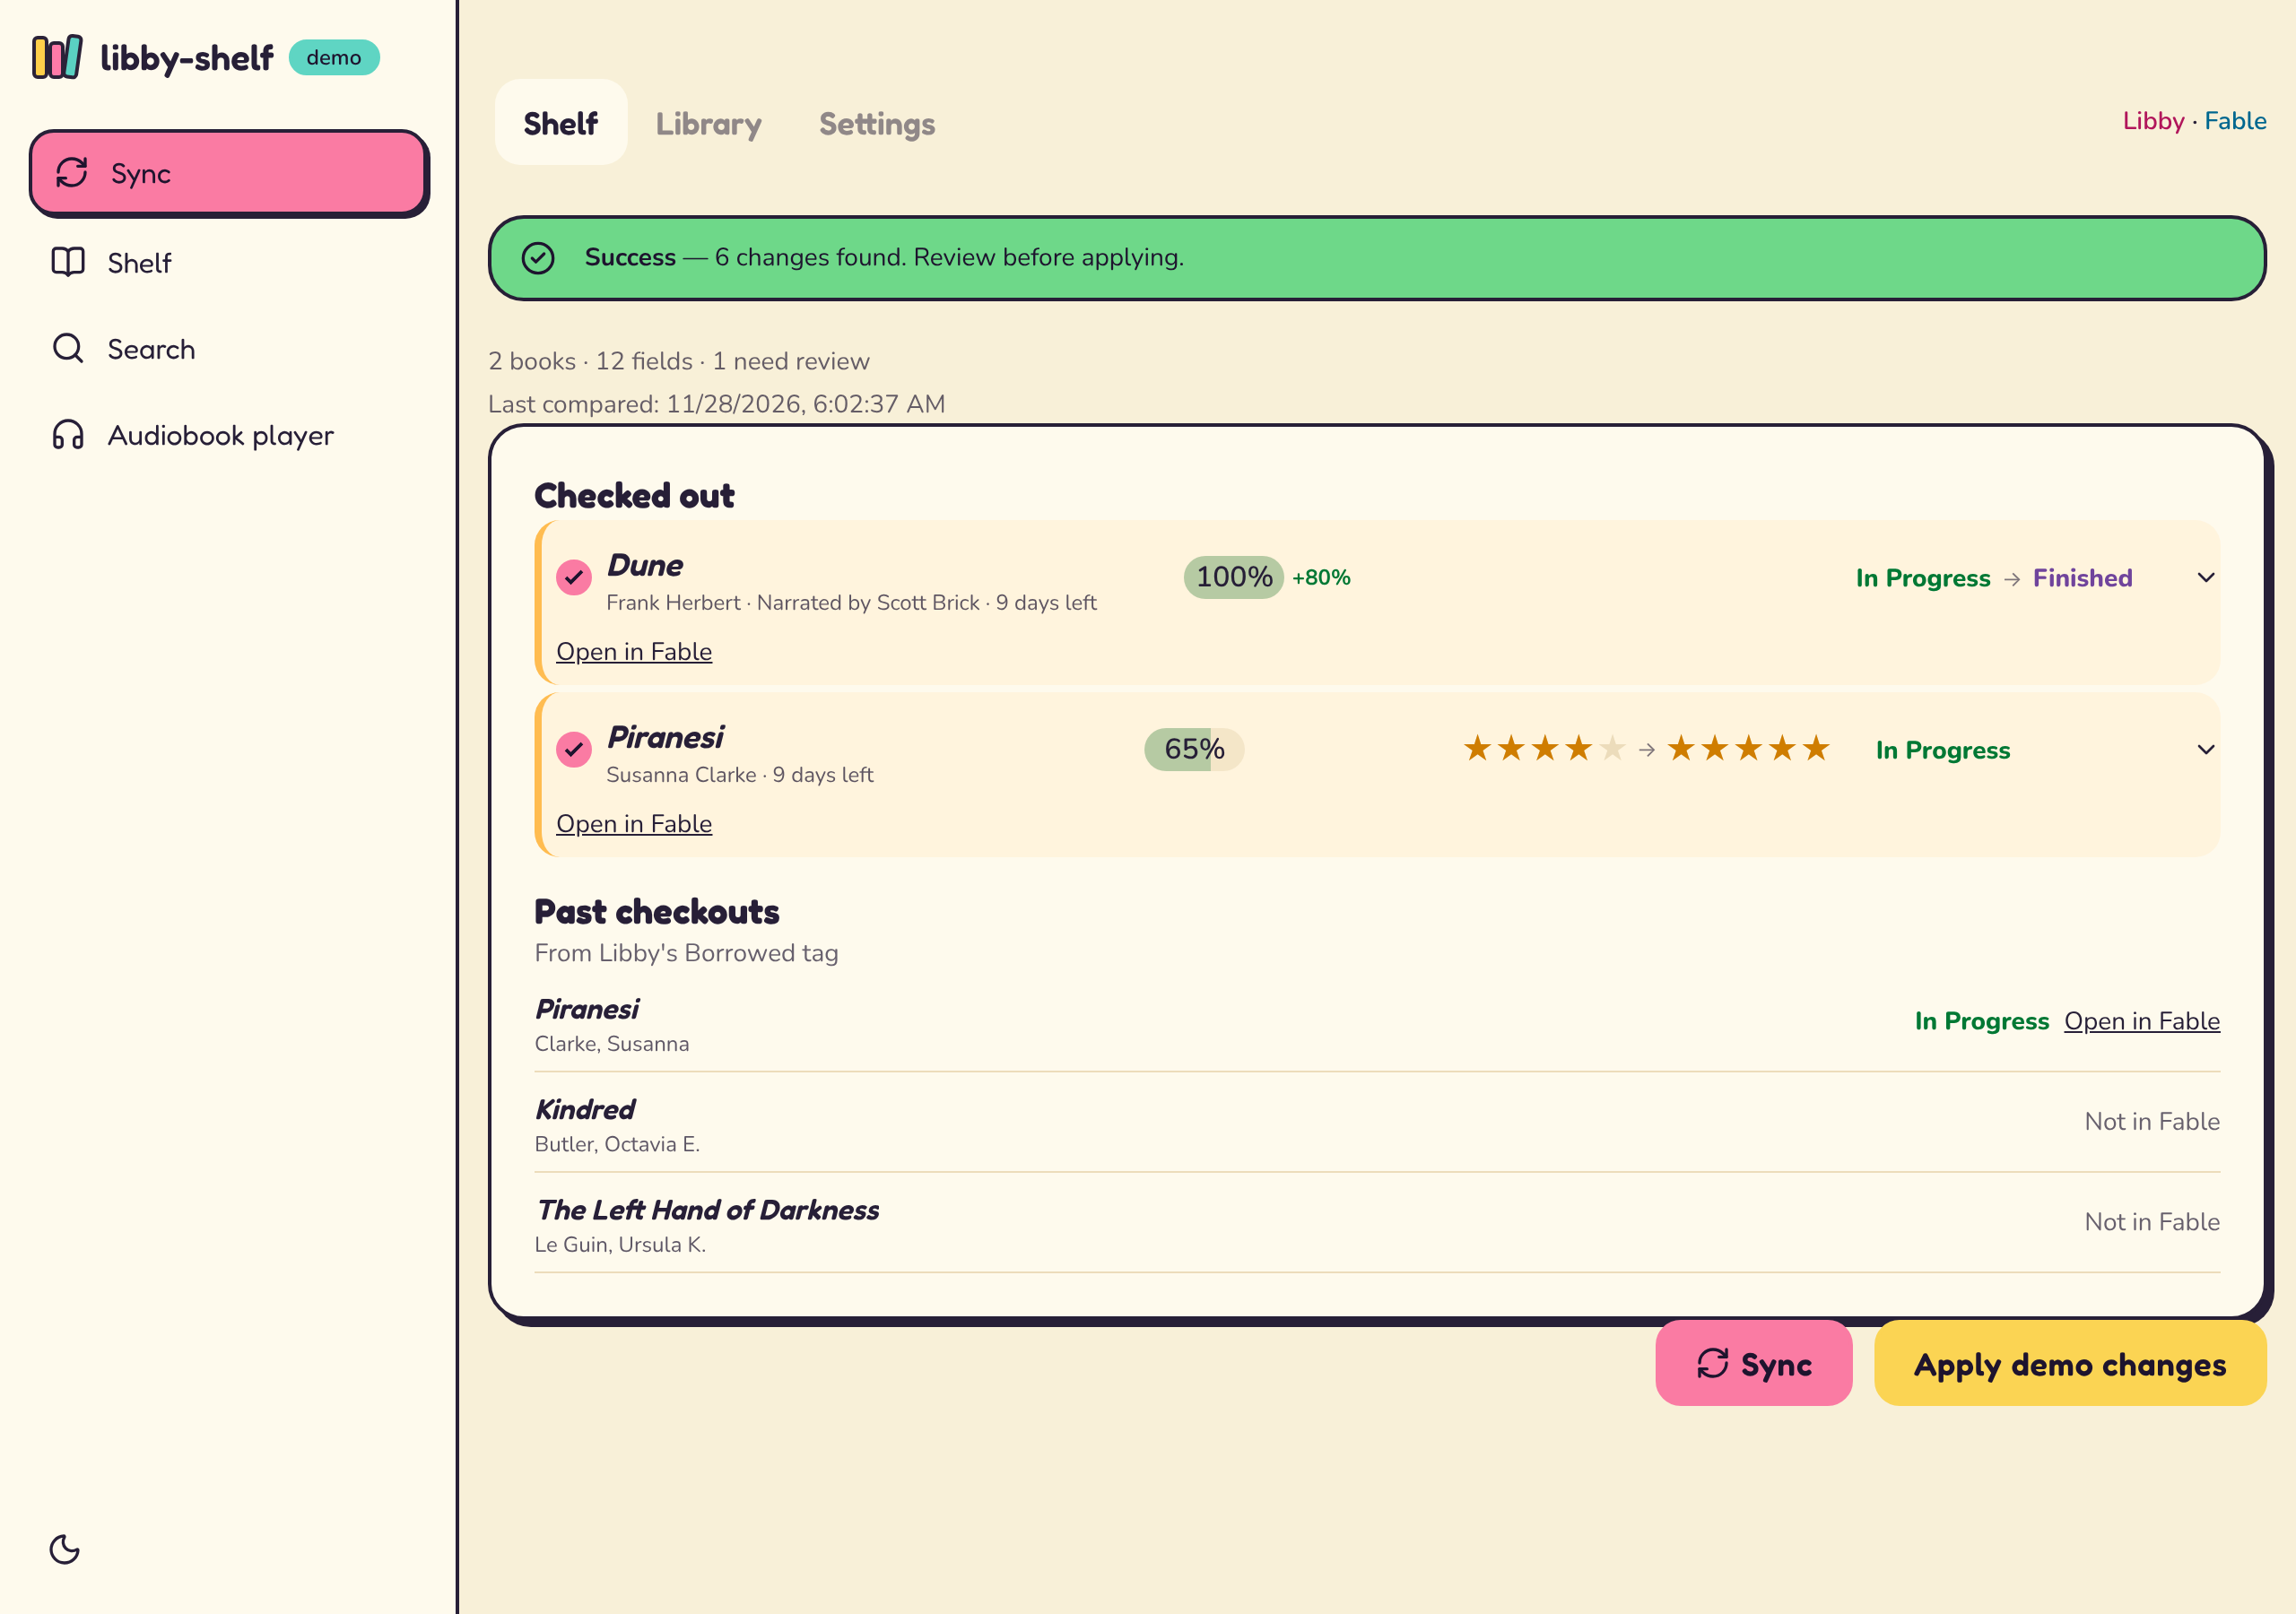 libby-shelf demo
Sync
Shelf
Search
Audiobook player
Shelf Library Settings
Libby · Fable
Success — 6 changes found. Review before applying.
2 books · 12 fields · 1 need review
Last compared: 11/28/2026, 6:02:37 AM
Checked out
Dune
Frank Herbert · Narrated by Scott Brick · 9 days left
100% +80%
In Progress → Finished
Open in Fable
Piranesi
Susanna Clarke · 9 days left
65%
★★★★★ → ★★★★★
In Progress
Open in Fable
Past checkouts
From Libby's Borrowed tag
Piranesi
Clarke, Susanna
In Progress Open in Fable
Kindred
Butler, Octavia E.
Not in Fable
The Left Hand of Darkness
Le Guin, Ursula K.
Not in Fable
Sync
Apply demo changes